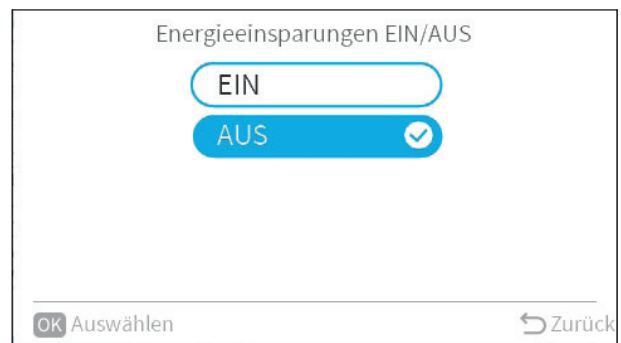 Energieeinsparungen EIN/AUS
EIN
AUS
OK Auswählen
Zurück